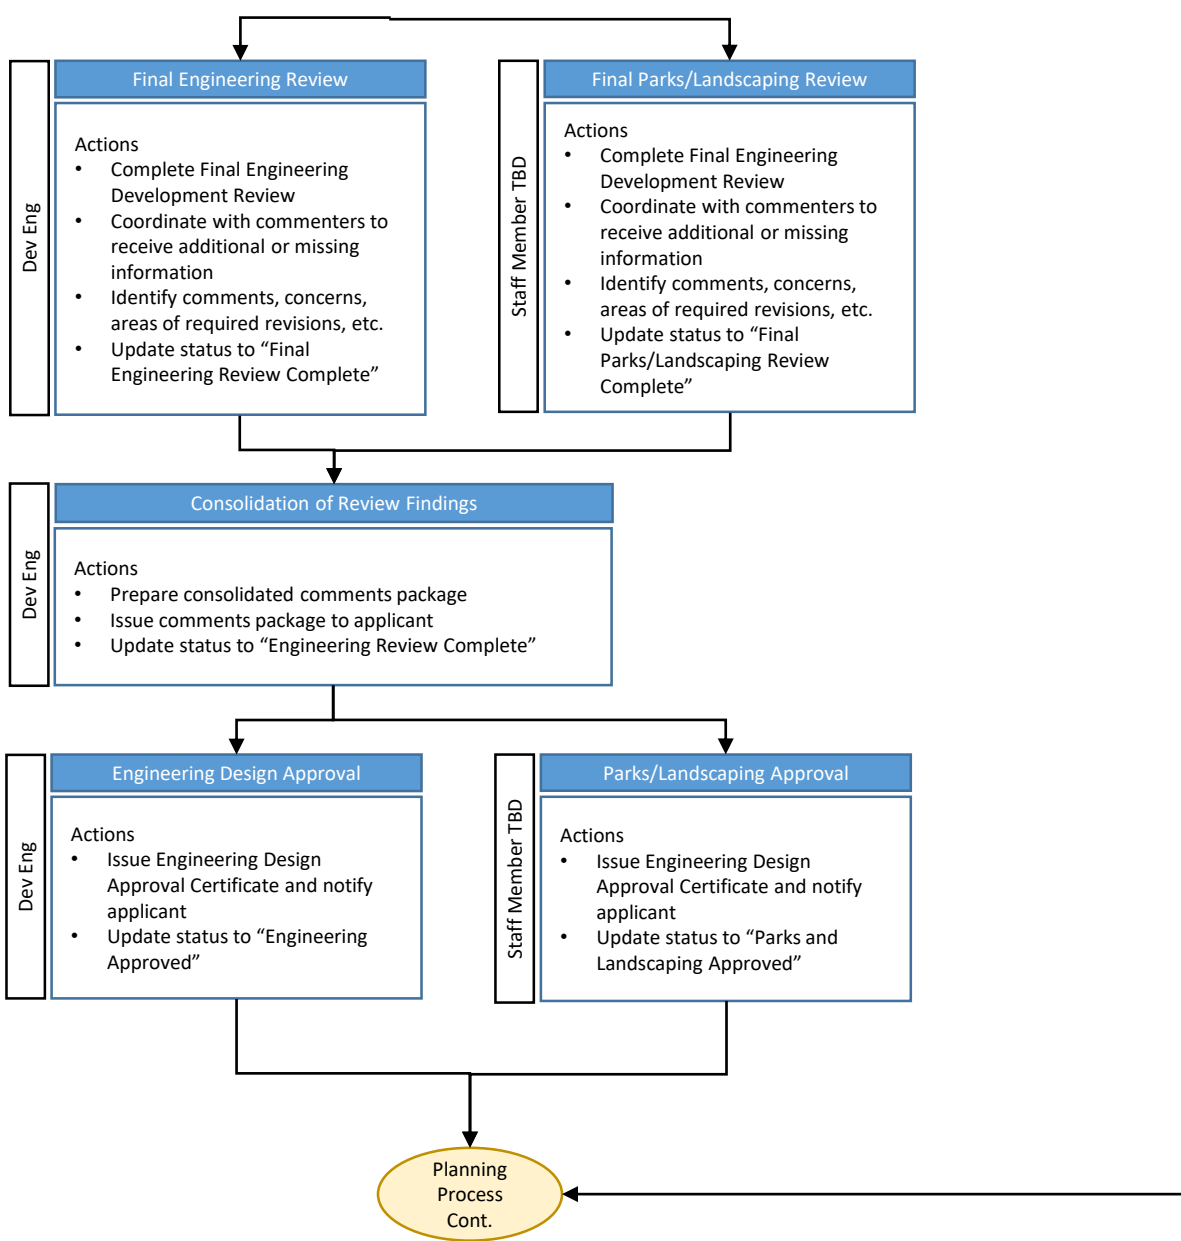 Final Engineering Review
Dev Eng
Actions
• Complete Final Engineering
Development Review
• Coordinate with commenters to
receive additional or missing
information
• Identify comments, concerns,
areas of required revisions, etc.
• Update status to “Final
Engineering Review Complete”
Final Parks/Landscaping Review
Staff Member TBD
Actions
• Complete Final Engineering
Development Review
• Coordinate with commenters to
receive additional or missing
information
• Identify comments, concerns,
areas of required revisions, etc.
• Update status to “Final
Parks/Landscaping Review
Complete”
Consolidation of Review Findings
Dev Eng
Actions
• Prepare consolidated comments package
• Issue comments package to applicant
• Update status to “Engineering Review Complete”
Engineering Design Approval
Dev Eng
Actions
• Issue Engineering Design
Approval Certificate and notify
applicant
• Update status to “Engineering
Approved”
Parks/Landscaping Approval
Staff Member TBD
Actions
• Issue Engineering Design
Approval Certificate and notify
applicant
• Update status to “Parks and
Landscaping Approved”
Planning
Process
Cont.